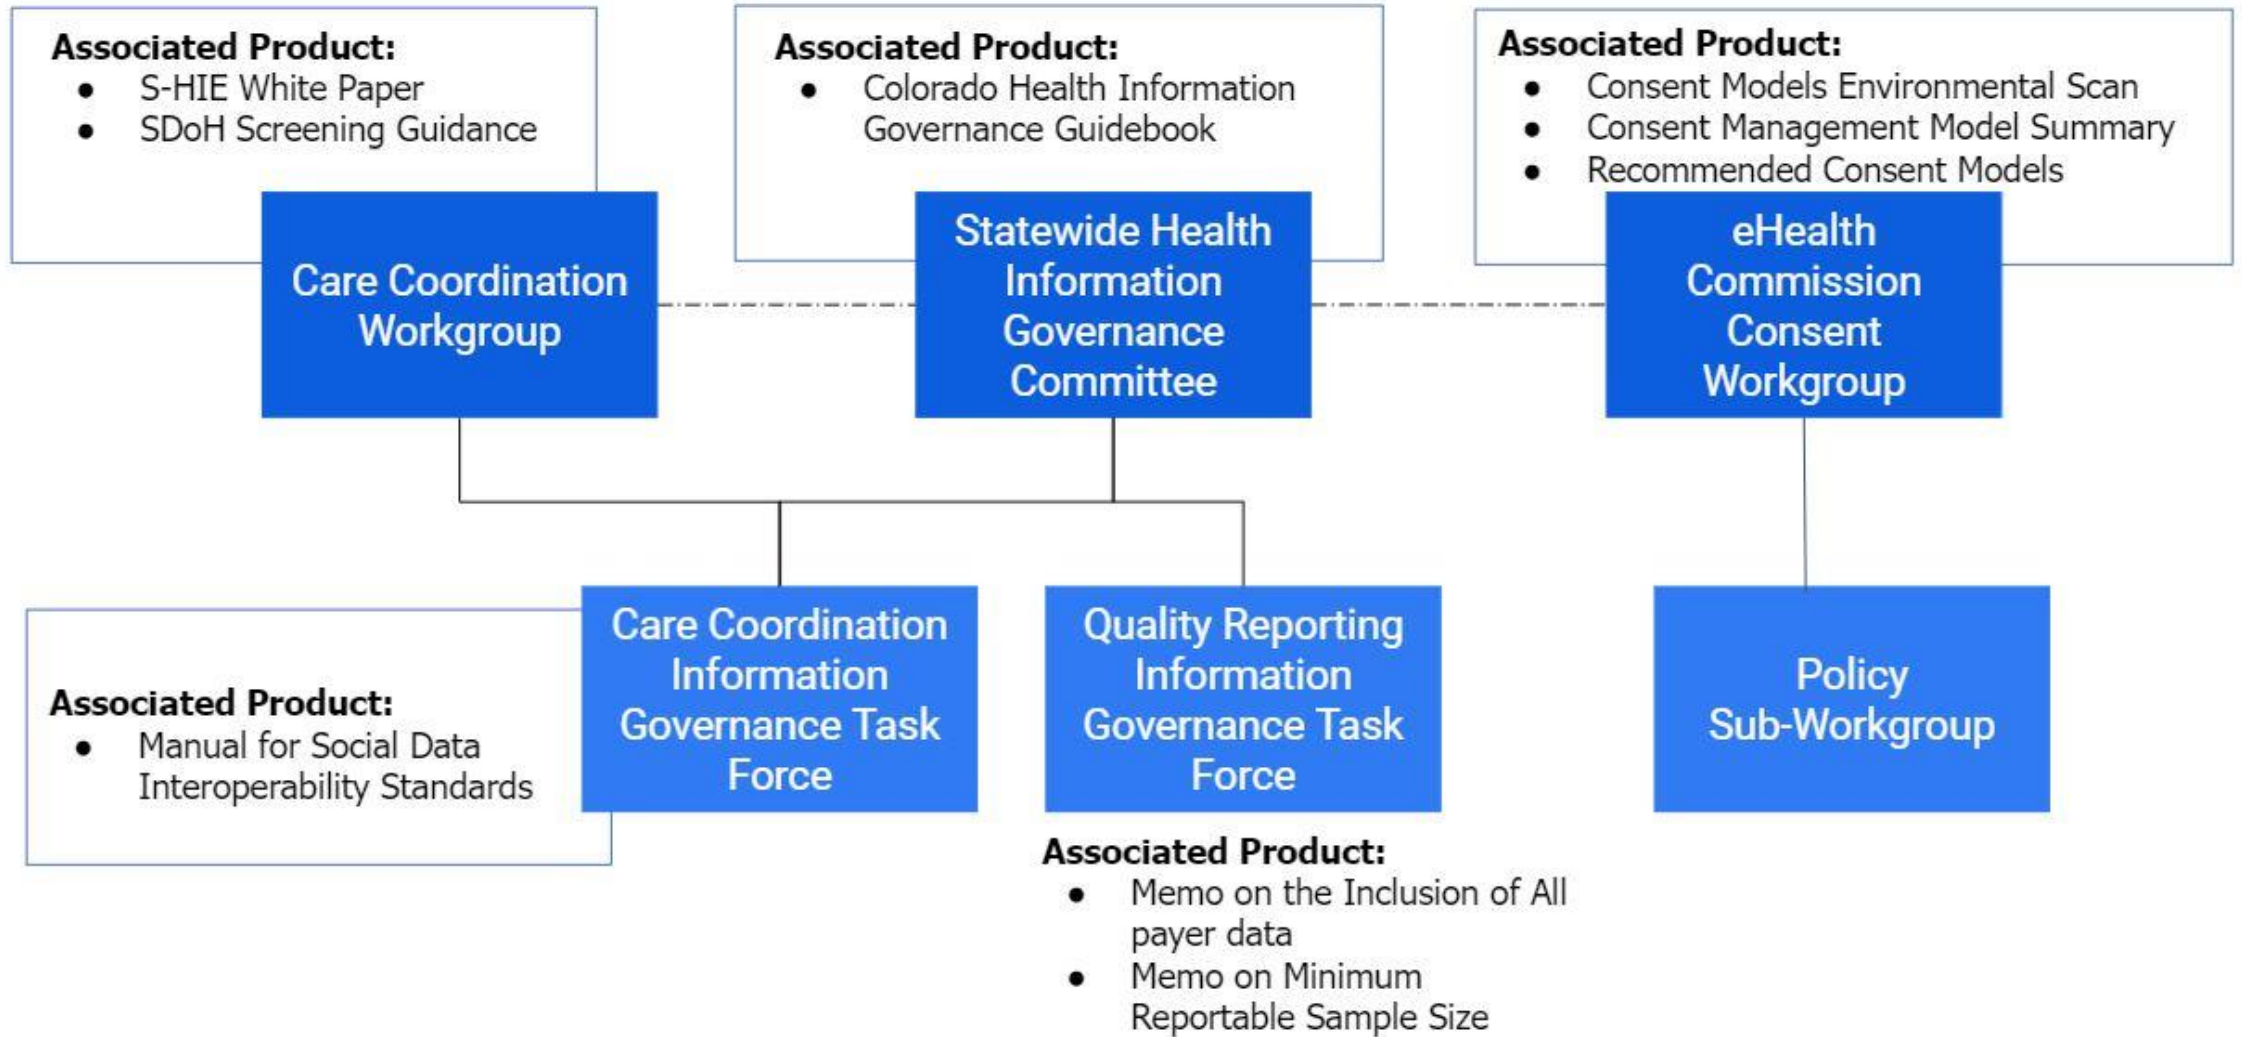 Associated Product:
● S-HIE White Paper
● SDoH Screening Guidance
Care Coordination
Workgroup
Associated Product:
● Colorado Health Information
Governance Guidebook
Statewide Health
Information
Governance
Committee
Associated Product:
● Consent Models Environmental Scan
● Consent Management Model Summary
● Recommended Consent Models
eHealth
Commission
Consent
Workgroup
Associated Product:
● Manual for Social Data
Interoperability Standards
Care Coordination
Information
Governance Task
Force
Quality Reporting
Information
Governance Task
Force
Associated Product:
● Memo on the Inclusion of All
payer data
● Memo on Minimum
Reportable Sample Size
Policy
Sub-Workgroup